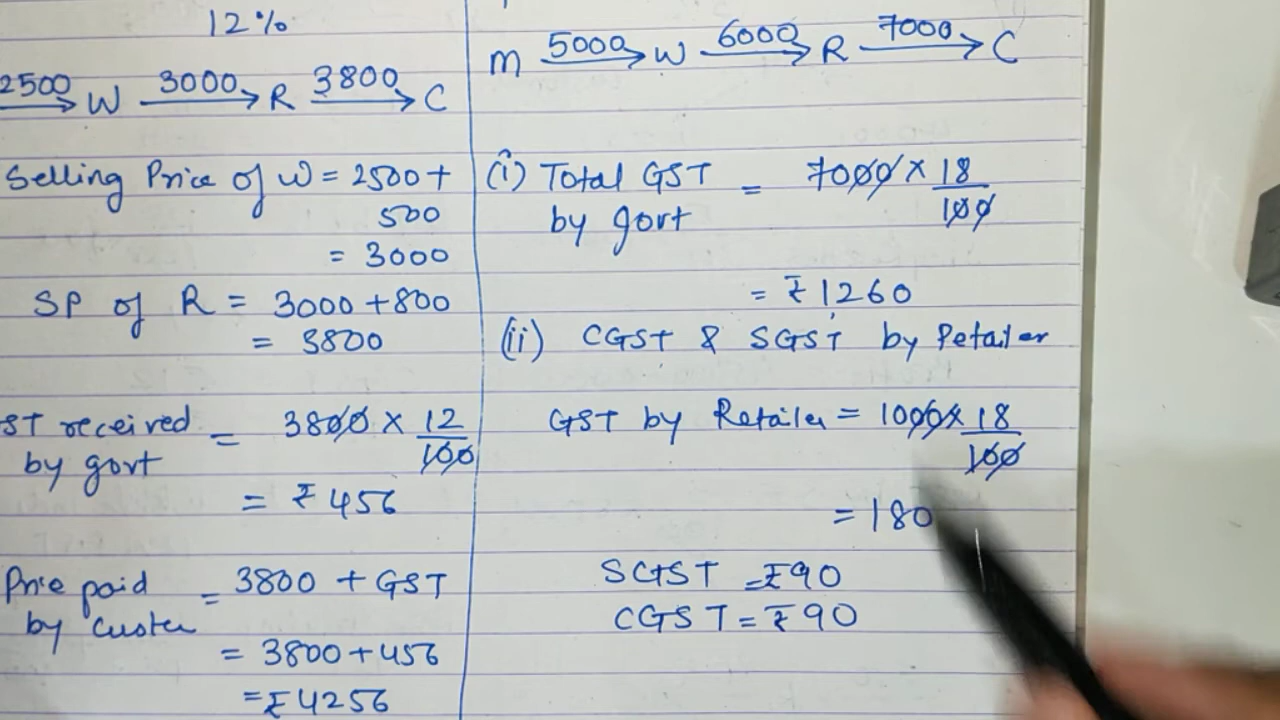 12%
2500 → W 3000 → R 3800 → C
Selling Price of W = 2500 +
500
= 3000
SP of R = 3000 + 800
= 3800
ST received by govt = 3800 × 12/100
= ₹ 456
Price paid by custer = 3800 + GST
= 3800 + 456
= ₹ 4256
M 5000 → W 6000 → R 7000 → C
(i) Total GST by govt = 7000 × 18/100
= ₹ 1260
(ii) CGST & SGST by Retailer
GST by Retailer = 1000 × 18/100
= 180
SGST = ₹ 90
CGST = ₹ 90